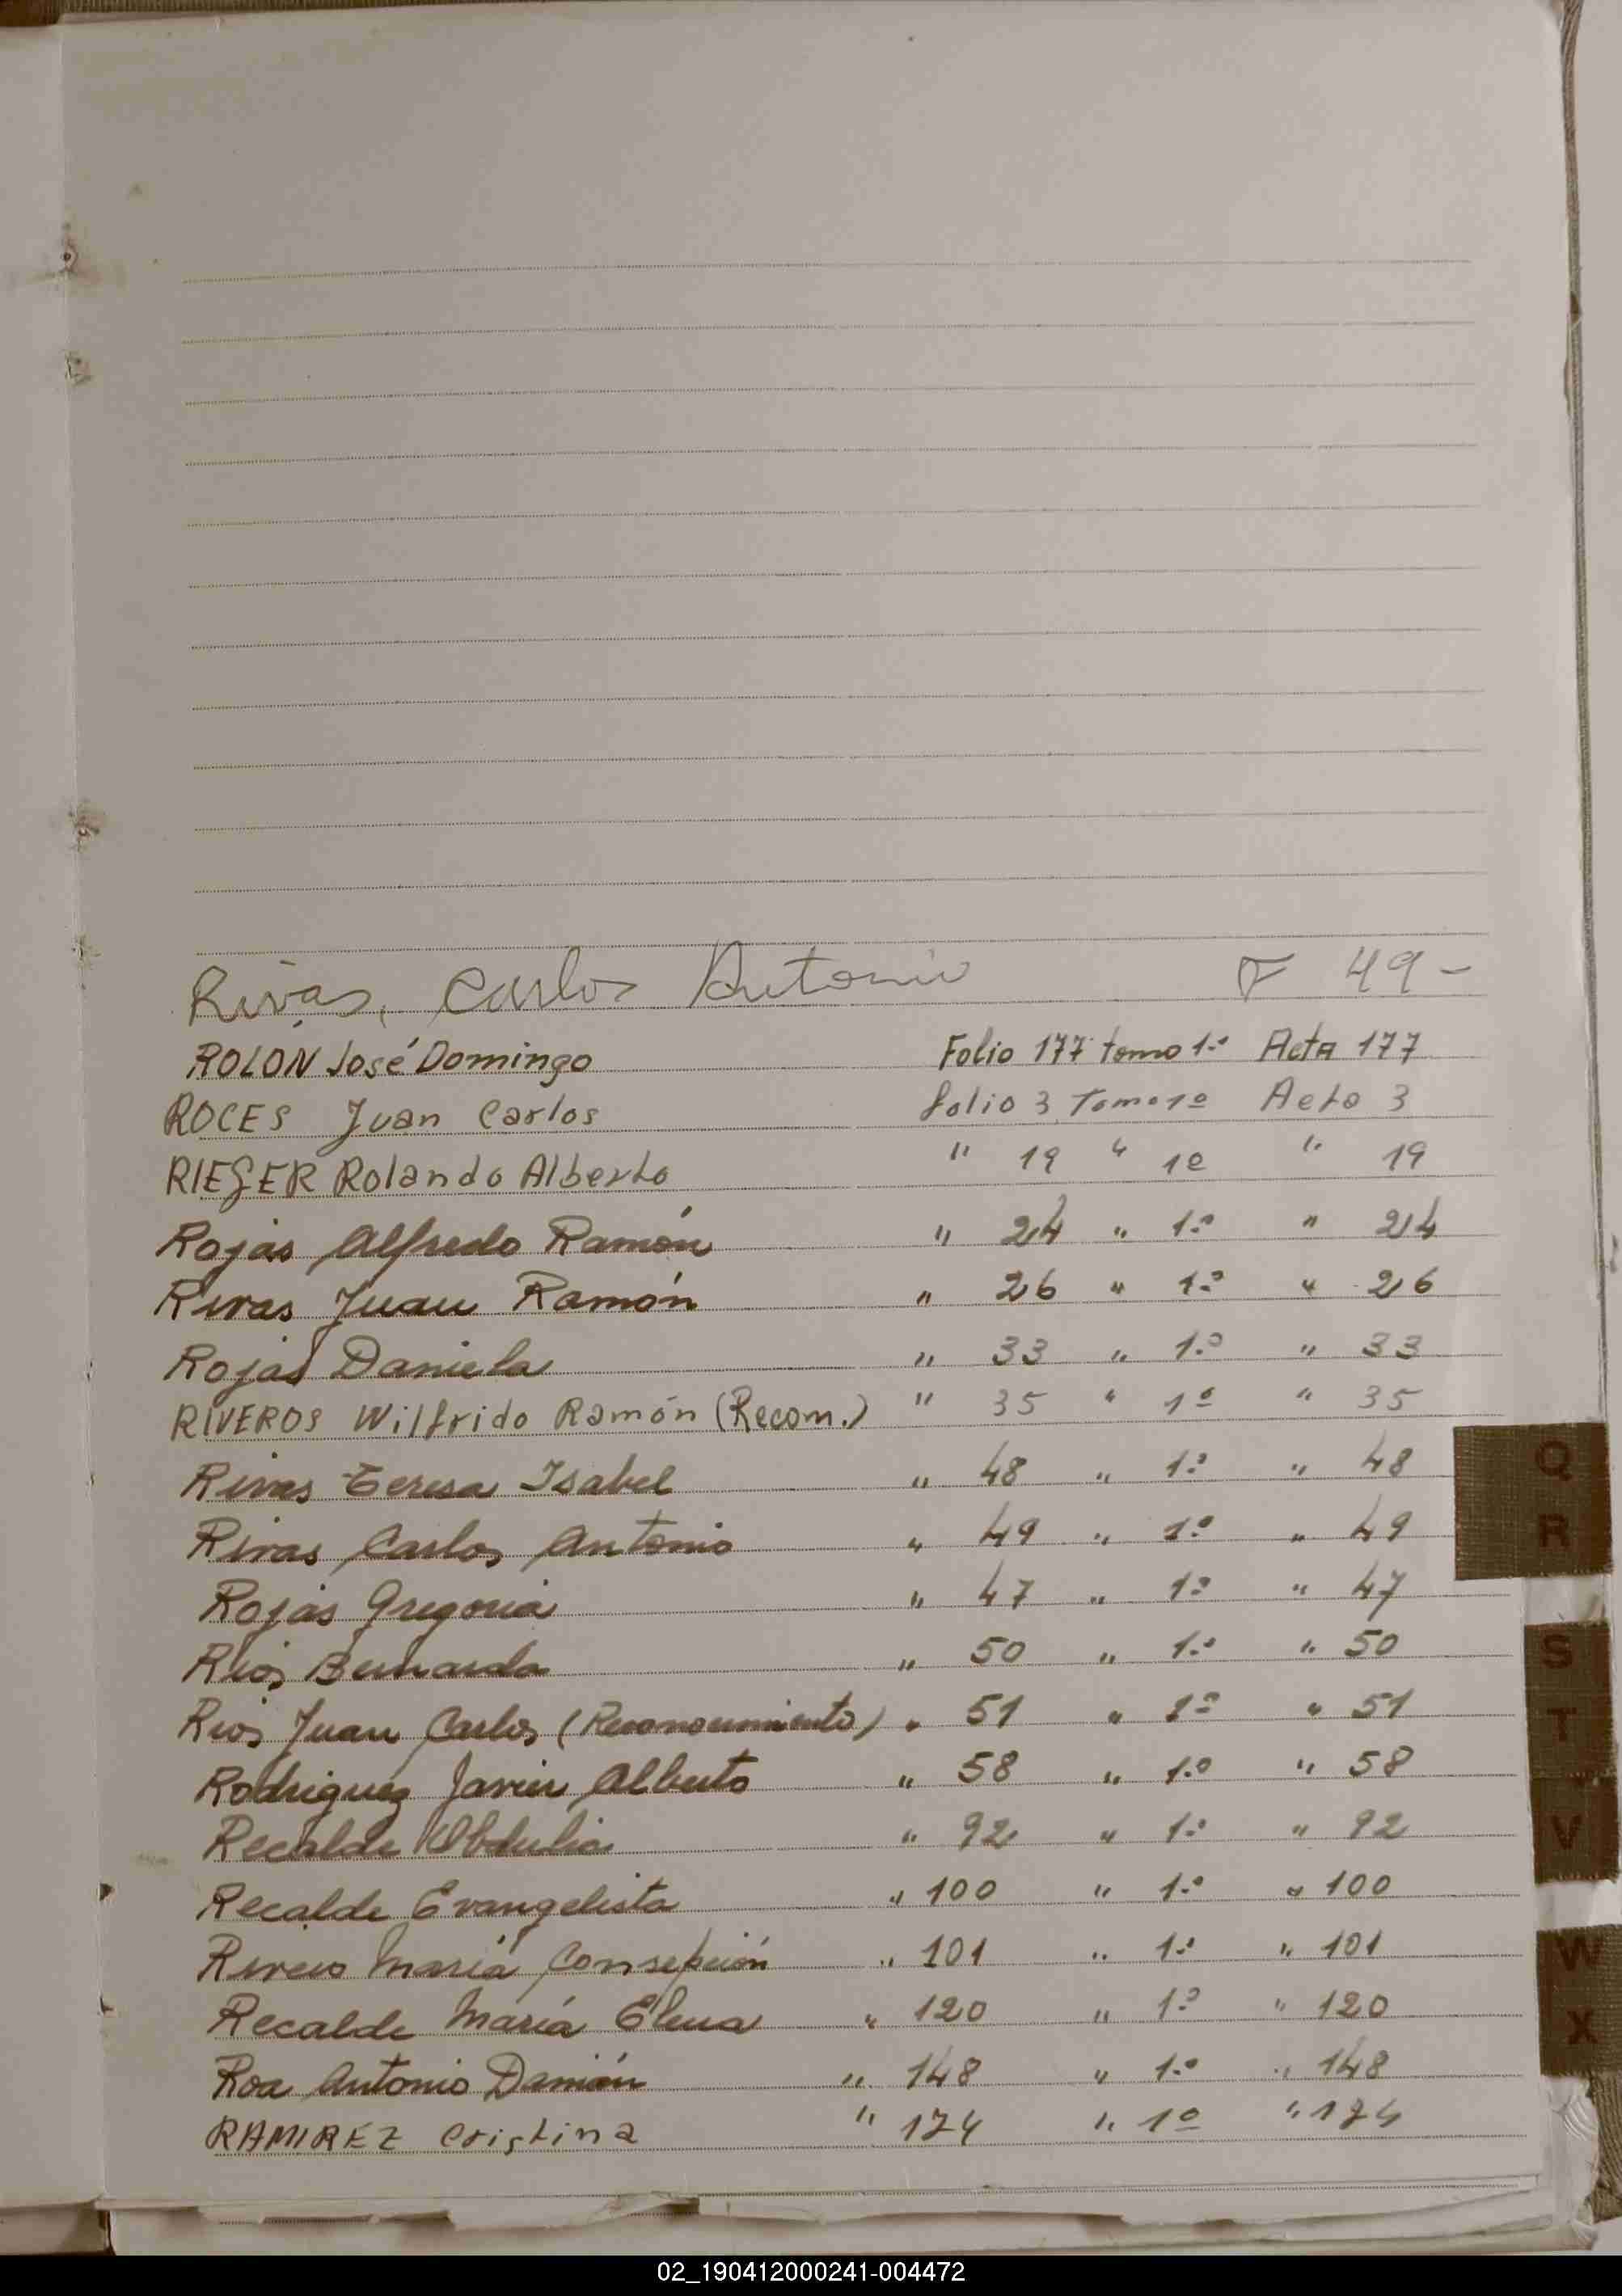 Rivas, Carlos Antonio F 49-
ROLON José Domingo Folio 177 tomo 1º Acta 177
ROCES Juan Carlos folio 3 Tomo 1º Acto 3
RIEGER Rolando Alberto " 19 " 1º " 19
Rojas Alfredo Ramón " 24 " 1º " 24
Rivas Juan Ramón " 26 " 1º " 26
Rojas Daniela " 33 " 1º " 33
RIVEROS Wilfrido Ramón (Recom.) " 35 " 1º " 35
Rivas Teresa Isabel " 48 " 1º " 48
Q
Rivas Carlos Antonio " 49 " 1º " 49
R
Rojas Gregoria " 47 " 1º " 47
Rios Bernarda " 50 " 1º " 50
S
Rios Juan Carlos (Reconocimiento) " 51 " 1º " 51
T
Rodriguez Javier Alberto " 58 " 1º " 58
Recalde Obdulia " 92 " 1º " 92
V
Recalde Evangelista " 100 " 1º " 100
María Consepción " 101 " 1º " 101
W
Recalde María Elena " 120 " 1º " 120
X
Roa Antonio Damián " 148 " 1º " 148
RAMIREZ Cristina " 174 " 1º " 174
02_190412000241-004472